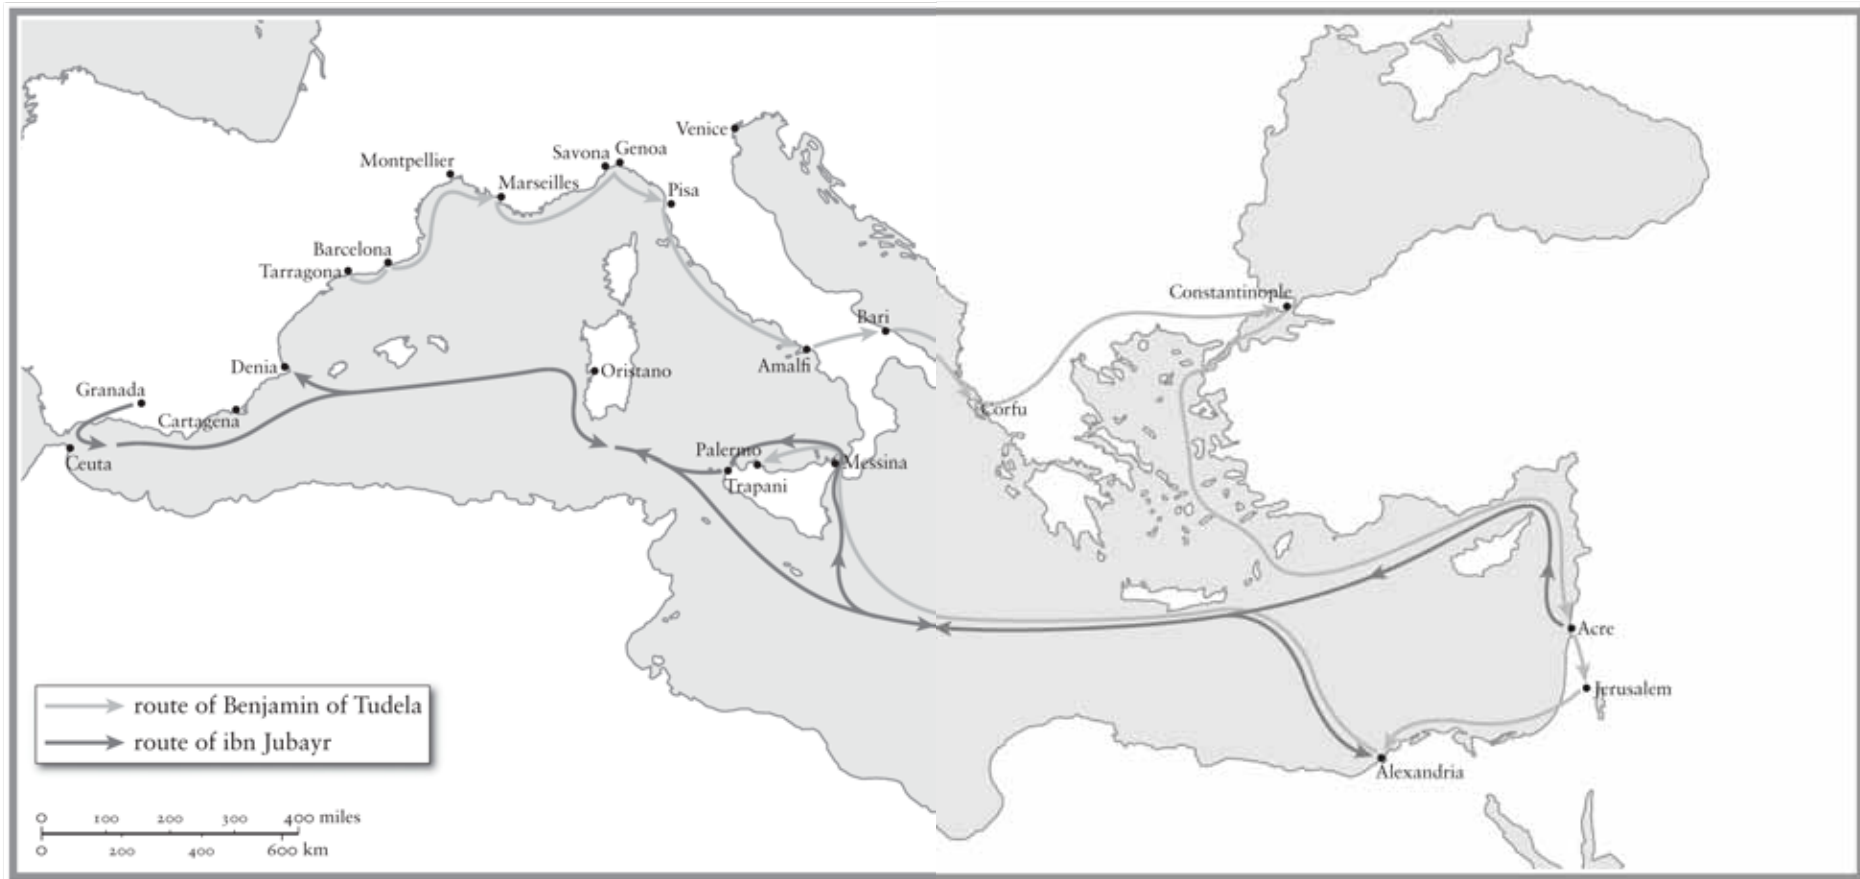 Venice
Savona
Genoa
Montpellier
Marseilles
Pisa
Barcelona
Tarragona
Constantinople
Bari
Denia
Oristano
Amalfi
Granada
Cartagena
Corfu
Palermo
Ceuta
Messina
Trapani
Acre
Jerusalem
route of Benjamin of Tudela
route of ibn Jubayr
Alexandria
0 100 200 300 400 miles
0 200 400 600 km